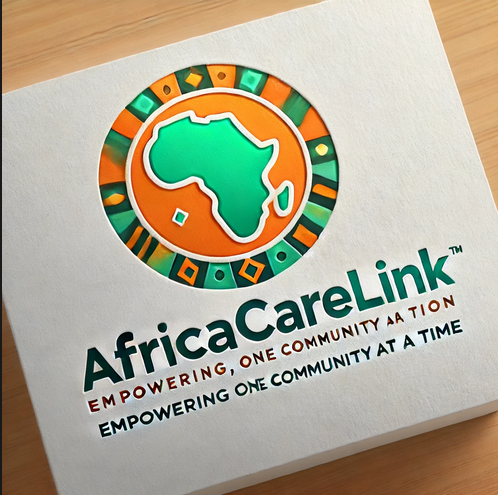 AfricaCareLink™
EMPOWERING, ONE COMMUNITY AA TION
EMPOWERING ONE COMMUNITY AT A TIME